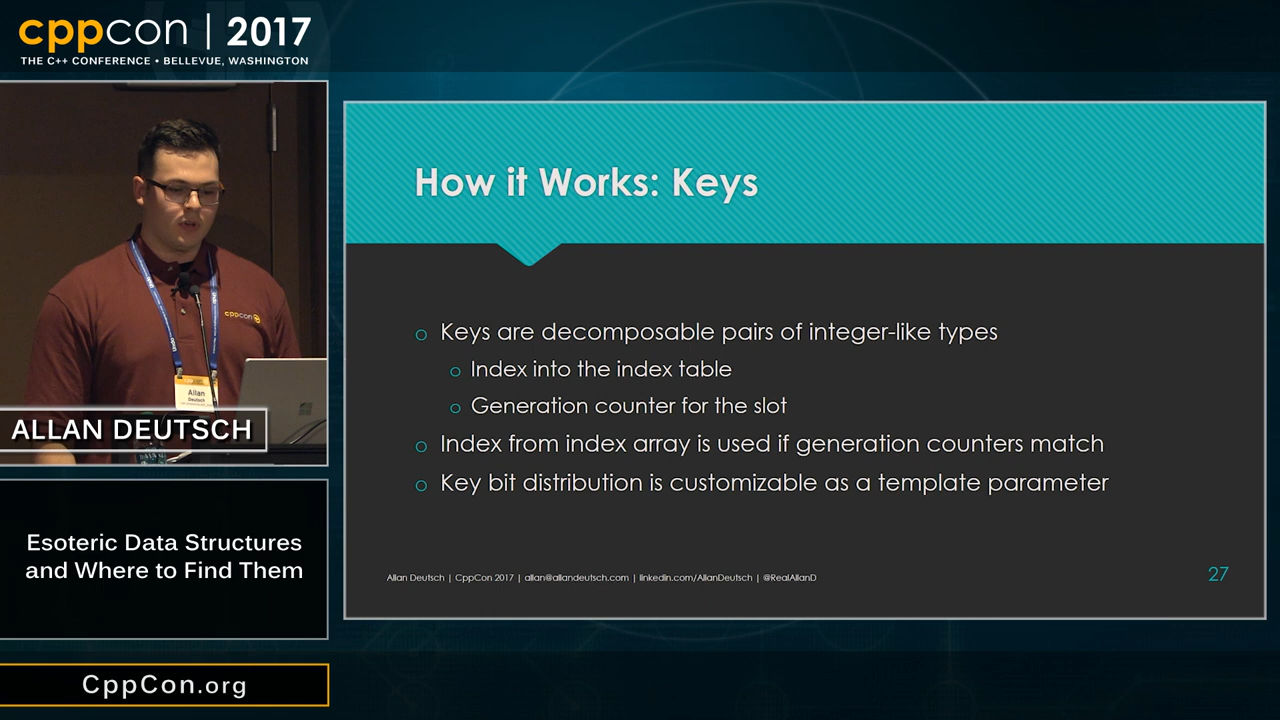 cppcon | 2017
THE C++ CONFERENCE • BELLEVUE, WASHINGTON
cppcon
Allan
Deutsch
ALLAN DEUTSCH
Esoteric Data Structures
and Where to Find Them
CppCon.org
How it Works: Keys
Keys are decomposable pairs of integer-like types
Index into the index table
Generation counter for the slot
Index from index array is used if generation counters match
Key bit distribution is customizable as a template parameter
Allan Deutsch | CppCon 2017 | allan@allandeutsch.com | linkedin.com/AllanDeutsch | @RealAllanD
27